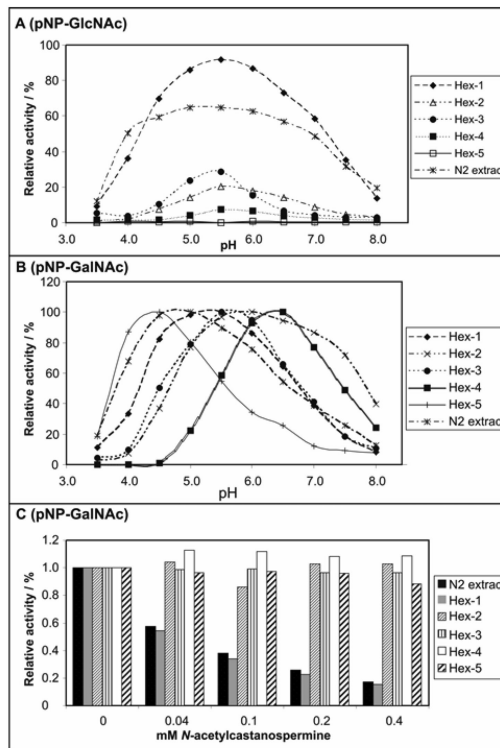 A (pNP-GlcNAc)
Relative activity / %
100
80
60
40
20
0
3.0 4.0 5.0 6.0 7.0 8.0
pH
Hex-1
Hex-2
Hex-3
Hex-4
Hex-5
N2 extrac
B (pNP-GalNAc)
Relative activity / %
120
100
80
60
40
20
0
3.0 4.0 5.0 6.0 7.0 8.0
pH
Hex-1
Hex-2
Hex-3
Hex-4
Hex-5
N2 extrac
C (pNP-GalNAc)
Relative activity / %
1.2
1
0.8
0.6
0.4
0.2
0
0 0.04 0.1 0.2 0.4
mM N-acetylcastanospermine
N2 extrac
Hex-1
Hex-2
Hex-3
Hex-4
Hex-5